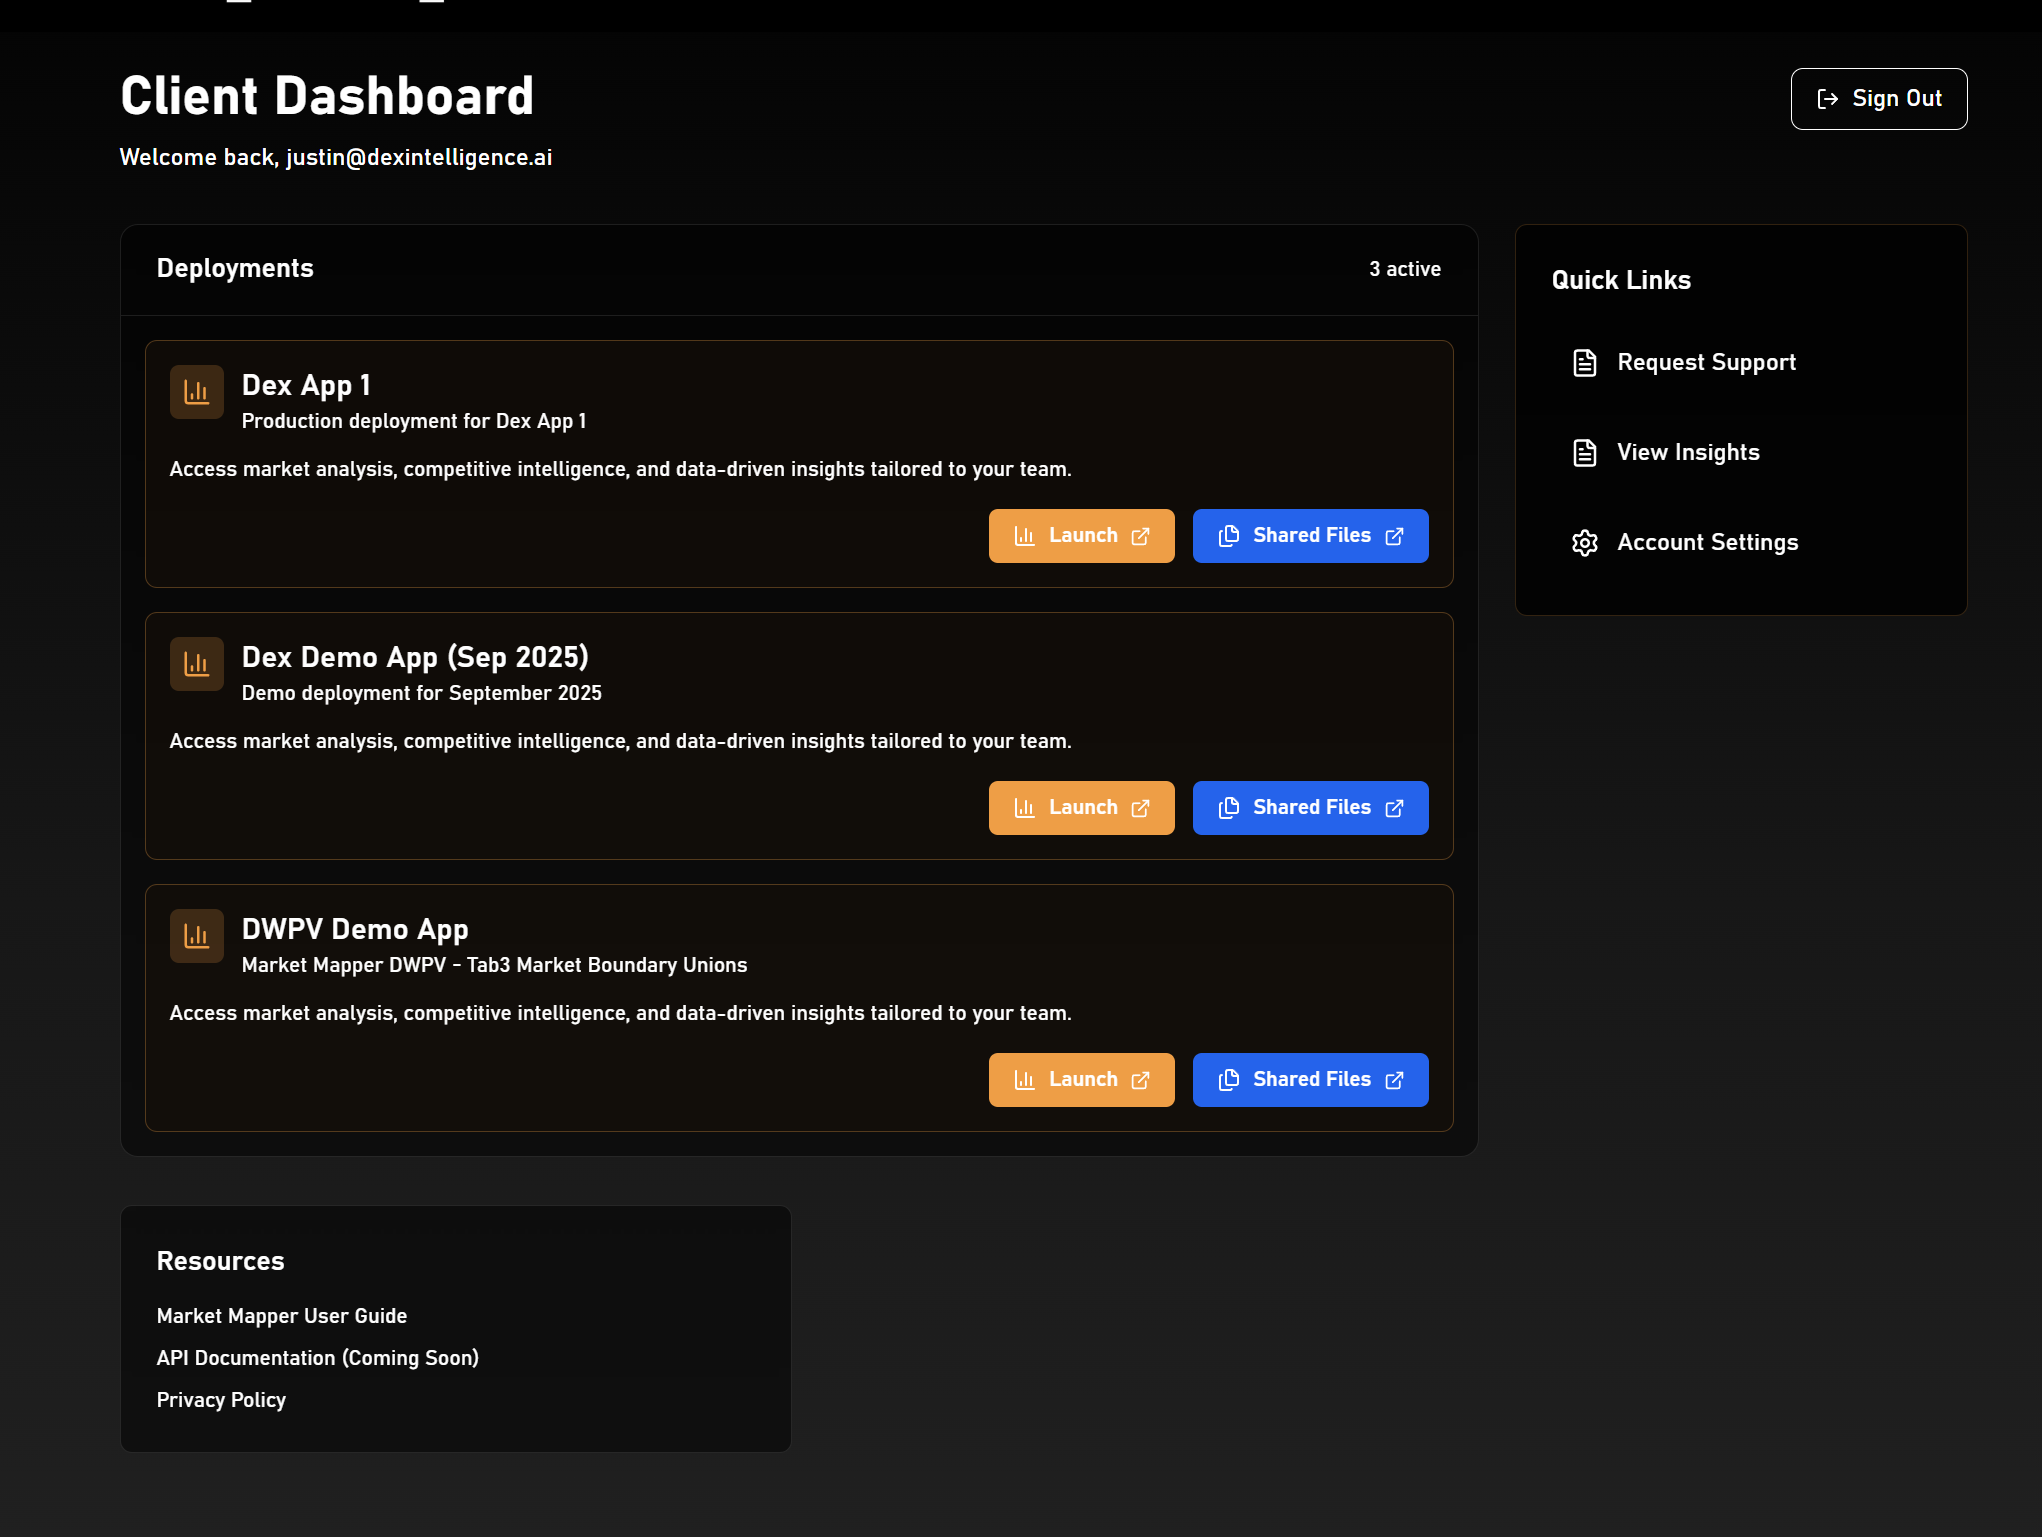 Client Dashboard
Sign Out
Welcome back, justin@dexintelligence.ai
Deployments
3 active
Dex App 1
Production deployment for Dex App 1
Access market analysis, competitive intelligence, and data-driven insights tailored to your team.
Launch
Shared Files
Dex Demo App (Sep 2025)
Demo deployment for September 2025
Access market analysis, competitive intelligence, and data-driven insights tailored to your team.
Launch
Shared Files
DWPV Demo App
Market Mapper DWPV - Tab3 Market Boundary Unions
Access market analysis, competitive intelligence, and data-driven insights tailored to your team.
Launch
Shared Files
Quick Links
Request Support
View Insights
Account Settings
Resources
Market Mapper User Guide
API Documentation (Coming Soon)
Privacy Policy